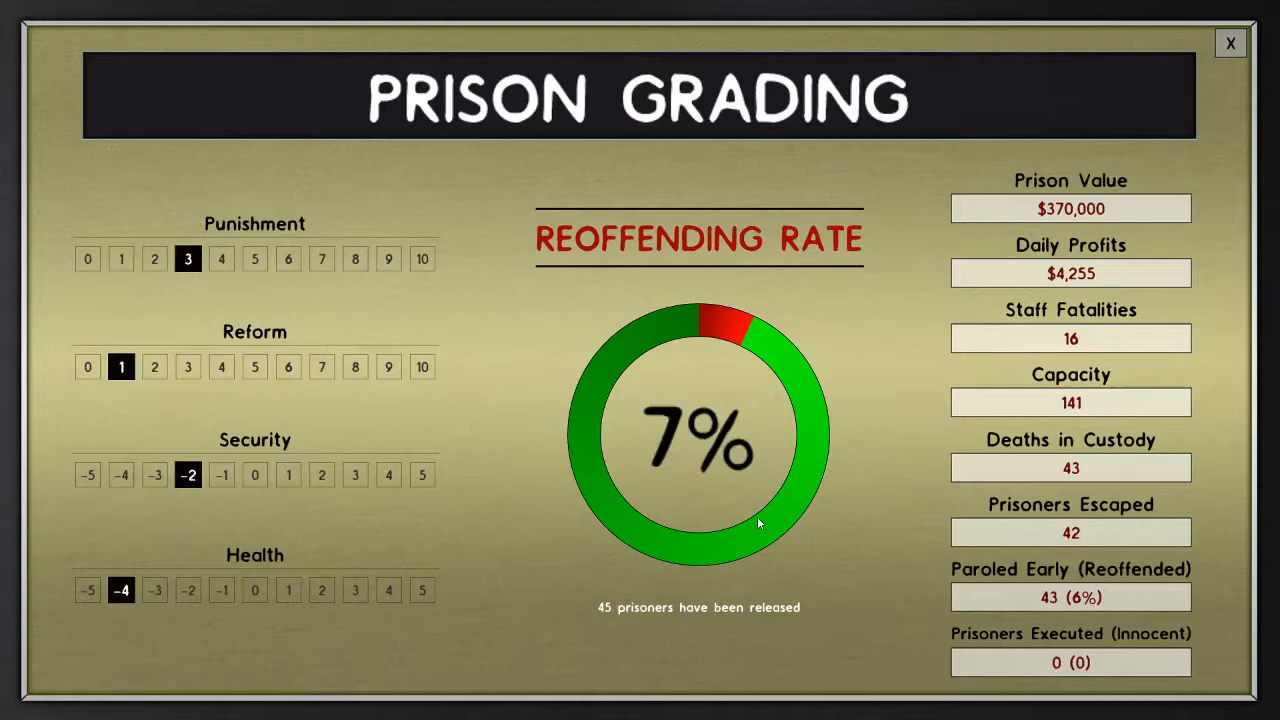 X
PRISON GRADING
Punishment
0 1 2 3 4 5 6 7 8 9 10
Reform
0 1 2 3 4 5 6 7 8 9 10
Security
-5 -4 -3 -2 -1 0 1 2 3 4 5
Health
-5 -4 -3 -2 -1 0 1 2 3 4 5
REOFFENDING RATE
7%
45 prisoners have been released
Prison Value
$370,000
Daily Profits
$4,255
Staff Fatalities
16
Capacity
141
Deaths in Custody
43
Prisoners Escaped
42
Paroled Early (Reoffended)
43 (6%)
Prisoners Executed (Innocent)
0 (0)